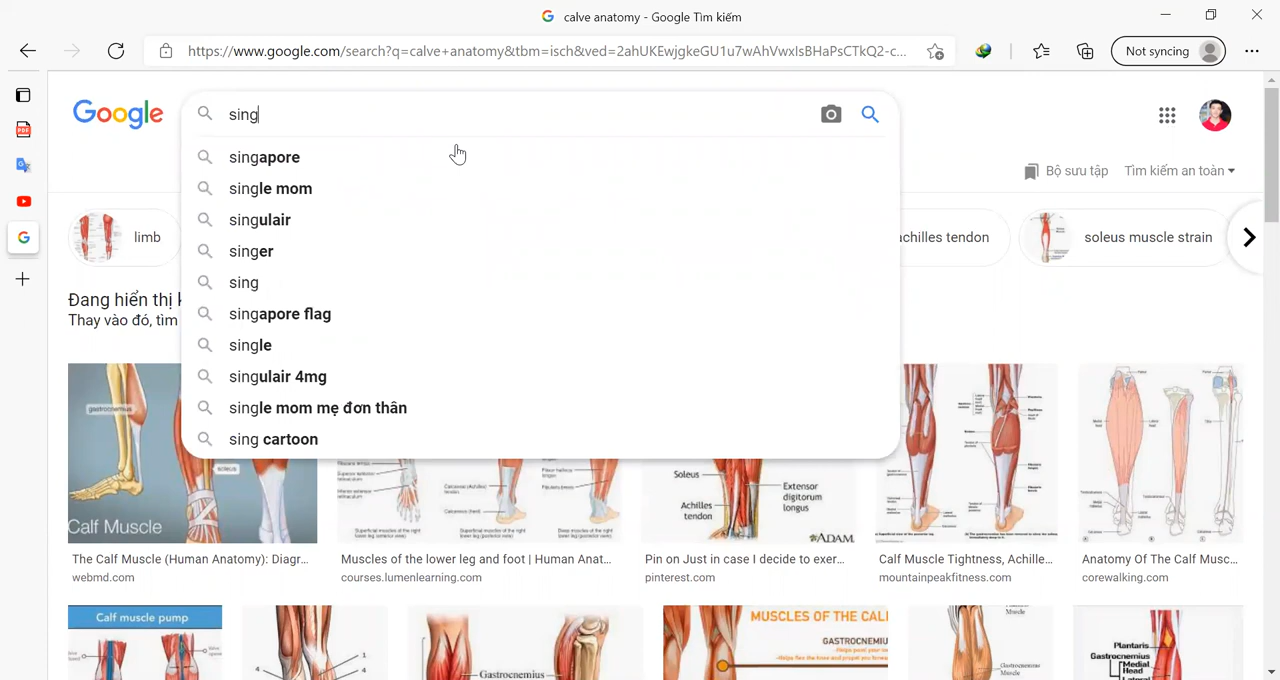 calve anatomy - Google Tìm kiếm
https://www.google.com/search?q=calve+anatomy&tbm=isch&ved=2ahUKEwjgkeGU1u7wAhVwxIsBHaPsCTkQ2-c...
Not syncing
Google
sing
singapore
single mom
singulair
singer
sing
singapore flag
single
singulair 4mg
single mom mẹ đơn thân
sing cartoon
Bộ sưu tập
Tìm kiếm an toàn
limb
achilles tendon
soleus muscle strain
Đang hiển thị k
Thay vào đó, tìm
gastrocnemius
soleus
Calf Muscle
Soleus
Achilles
tendon
Extensor
digitorum
longus
ADAM.
The Calf Muscle (Human Anatomy): Diagr...
webmd.com
Muscles of the lower leg and foot | Human Anat...
courses.lumenlearning.com
Pin on Just in case I decide to exer...
pinterest.com
Calf Muscle Tightness, Achille...
mountainpeakfitness.com
Anatomy Of The Calf Musc...
corewalking.com
Calf muscle pump
Gastrocnemius
MUSCLES OF THE CAL
GASTROCNEMIU
Gastrocnemius
Muscle
Plantaris
Gastrocnemius
Medial
Head
Lateral